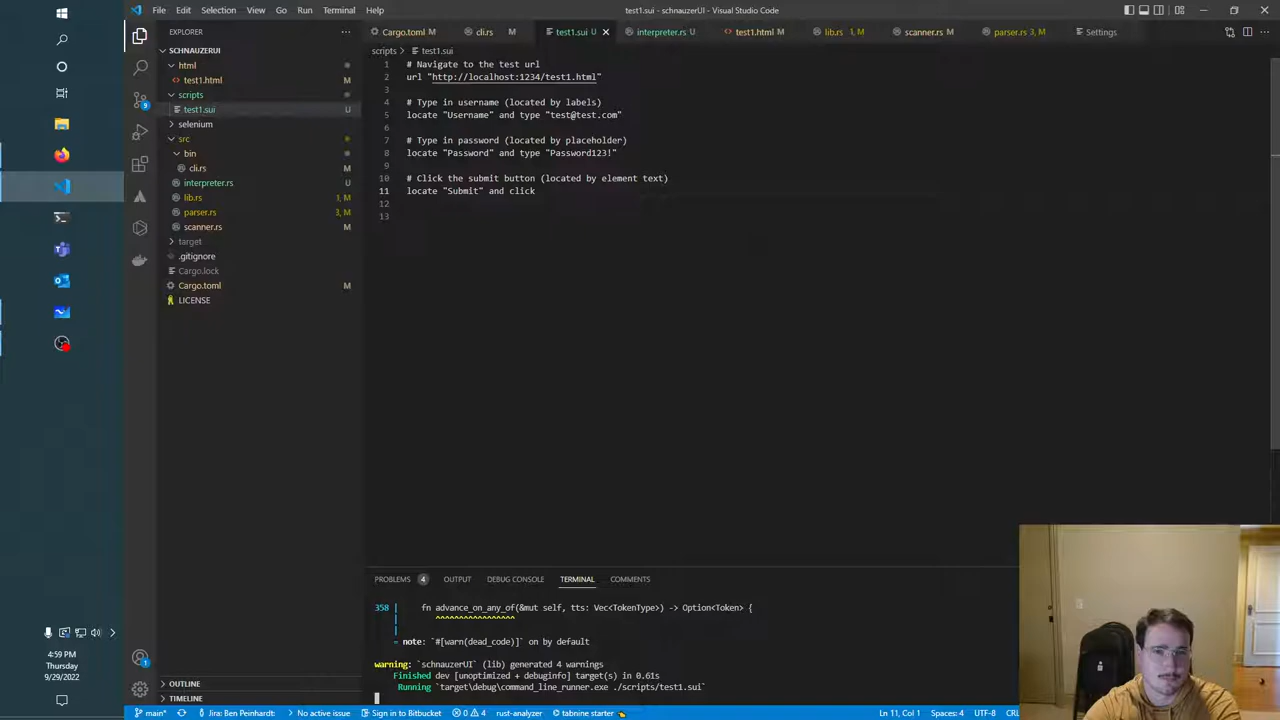 File Edit Selection View Go Run Terminal Help
test1.sui - schnauzerUI - Visual Studio Code
EXPLORER
SCHNAUZERUI
html
test1.html M
scripts
test1.sui U
selenium
src
bin
cli.rs M
interpreter.rs U
lib.rs 1, M
parser.rs 3, M
scanner.rs M
target
.gitignore
Cargo.lock
Cargo.toml M
LICENSE
OUTLINE
TIMELINE
Cargo.toml M cli.rs M test1.sui U interpreter.rs U test1.html M lib.rs 1, M scanner.rs M parser.rs 3, M Settings
scripts > test1.sui
1 # Navigate to the test url
2 url "http://localhost:1234/test1.html"
3
4 # Type in username (located by labels)
5 locate "Username" and type "test@test.com"
6
7 # Type in password (located by placeholder)
8 locate "Password" and type "Password123!"
9
10 # Click the submit button (located by element text)
11 locate "Submit" and click
12
13
PROBLEMS 4 OUTPUT DEBUG CONSOLE TERMINAL COMMENTS
358 | fn advance_on_any_of(&mut self, tts: Vec<TokenType>) -> Option<Token> {
| ^^^^^^^^^^^^^^^^^
|
= note: `#[warn(dead_code)]` on by default
warning: `schnauzerUI` (lib) generated 4 warnings
Finished dev [unoptimized + debuginfo] target(s) in 0.61s
Running `target\debug\command_line_runner.exe ./scripts/test1.sui`
4:59 PM
Thursday
9/29/2022
9
1
main* Jira: Ben Peinhardt: No active issue Sign in to Bitbucket 0 4 rust-analyzer tabnine starter Ln 11, Col 1 Spaces: 4 UTF-8 CRL